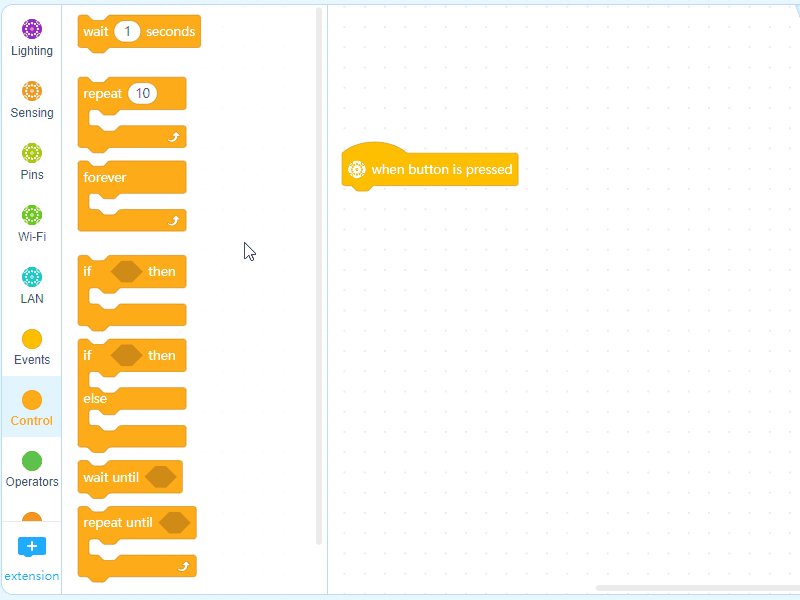 Lighting
Sensing
Pins
Wi-Fi
LAN
Events
Control
Operators
extension
wait 1 seconds
repeat 10
forever
if then
if then
else
wait until
repeat until
when button is pressed